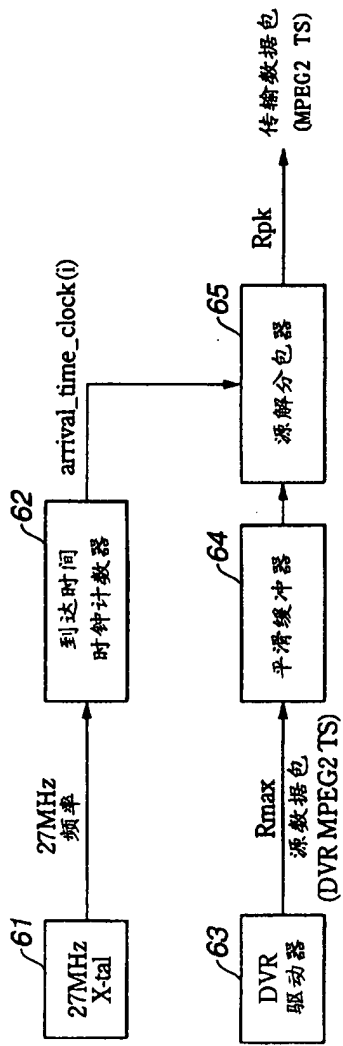 61
27MHz
X-tal
27MHz
频率
62
到达时间
时钟计数器
arrival_time_clock(i)
63
DVR
驱动器
Rmax
源数据包
(DVR MPEG2 TS)
64
平滑缓冲器
65
源解分包器
Rpk
传输数据包
(MPEG2 TS)